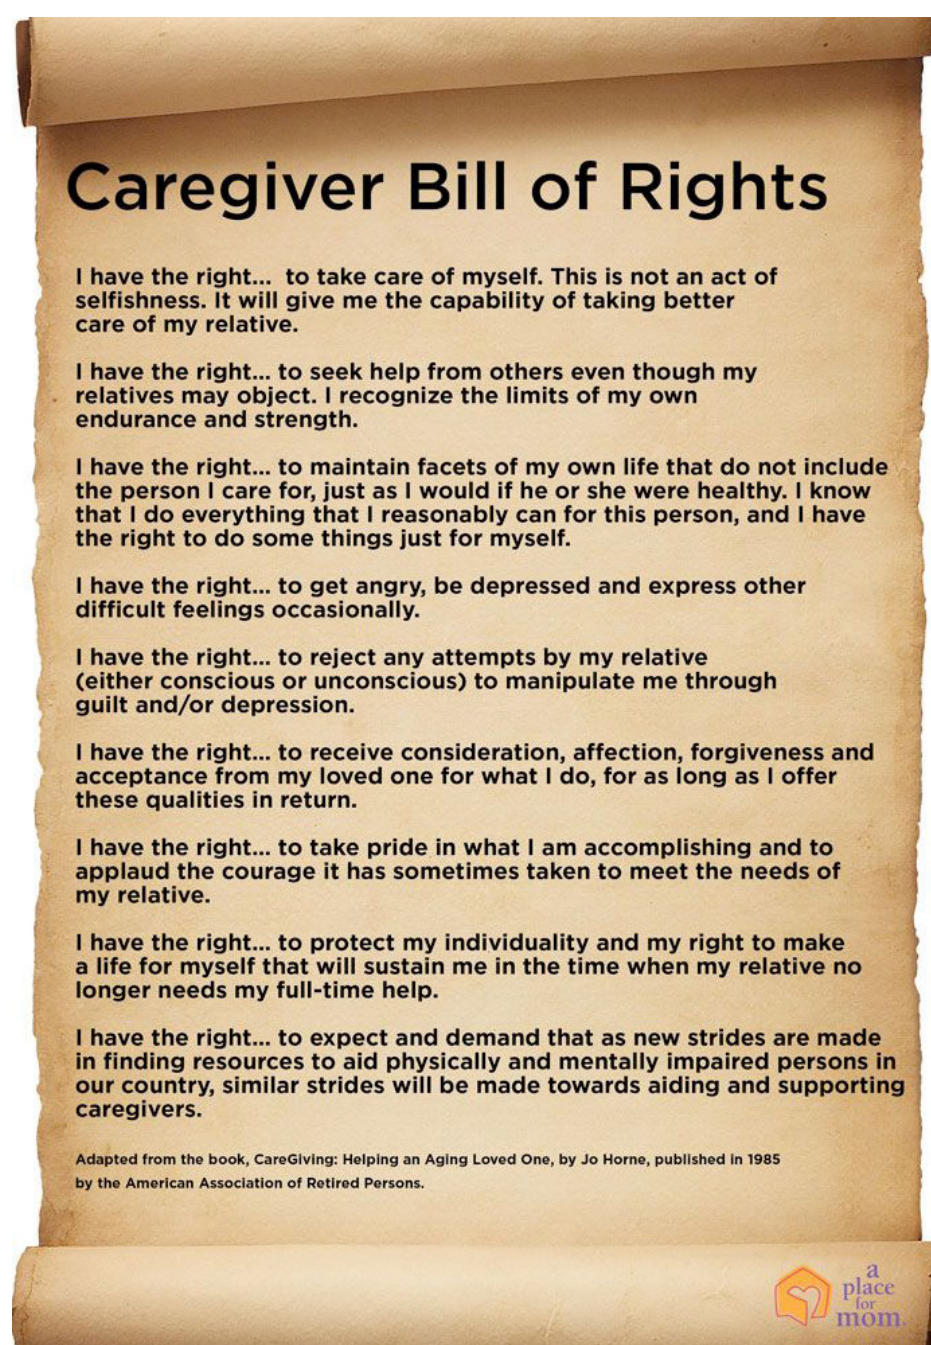 Caregiver Bill of Rights
I have the right...  to take care of myself. This is not an act of
selfishness. It will give me the capability of taking better
care of my relative.
I have the right... to seek help from others even though my
relatives may object. I recognize the limits of my own
endurance and strength.
I have the right... to maintain facets of my own life that do not include
the person I care for, just as I would if he or she were healthy. I know
that I do everything that I reasonably can for this person, and I have
the right to do some things just for myself.
I have the right... to get angry, be depressed and express other
difficult feelings occasionally.
I have the right... to reject any attempts by my relative
(either conscious or unconscious) to manipulate me through
guilt and/or depression.
I have the right... to receive consideration, affection, forgiveness and
acceptance from my loved one for what I do, for as long as I offer
these qualities in return.
I have the right... to take pride in what I am accomplishing and to
applaud the courage it has sometimes taken to meet the needs of
my relative.
I have the right... to protect my individuality and my right to make
a life for myself that will sustain me in the time when my relative no
longer needs my full-time help.
I have the right... to expect and demand that as new strides are made
in finding resources to aid physically and mentally impaired persons in
our country, similar strides will be made towards aiding and supporting
caregivers.
Adapted from the book, CareGiving: Helping an Aging Loved One, by Jo Horne, published in 1985
by the American Association of Retired Persons.
a
place
for
mom.